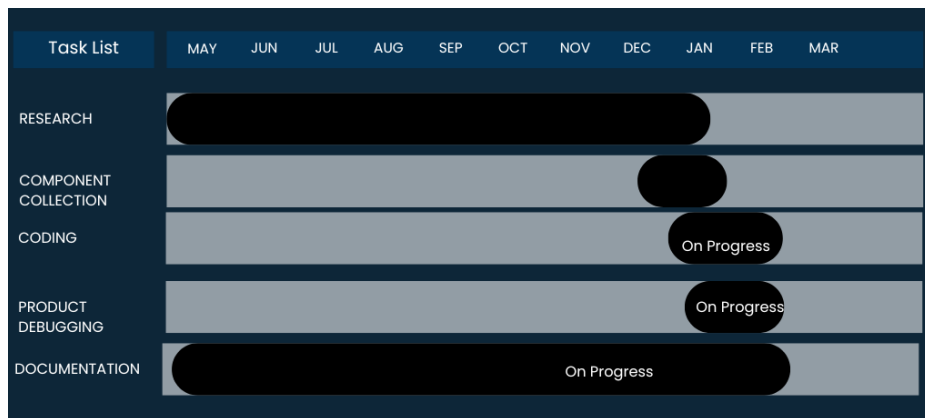 Task List MAY JUN JUL AUG SEP OCT NOV DEC JAN FEB MAR
RESEARCH
COMPONENT
COLLECTION
CODING
On Progress
PRODUCT
DEBUGGING
On Progress
DOCUMENTATION
On Progress